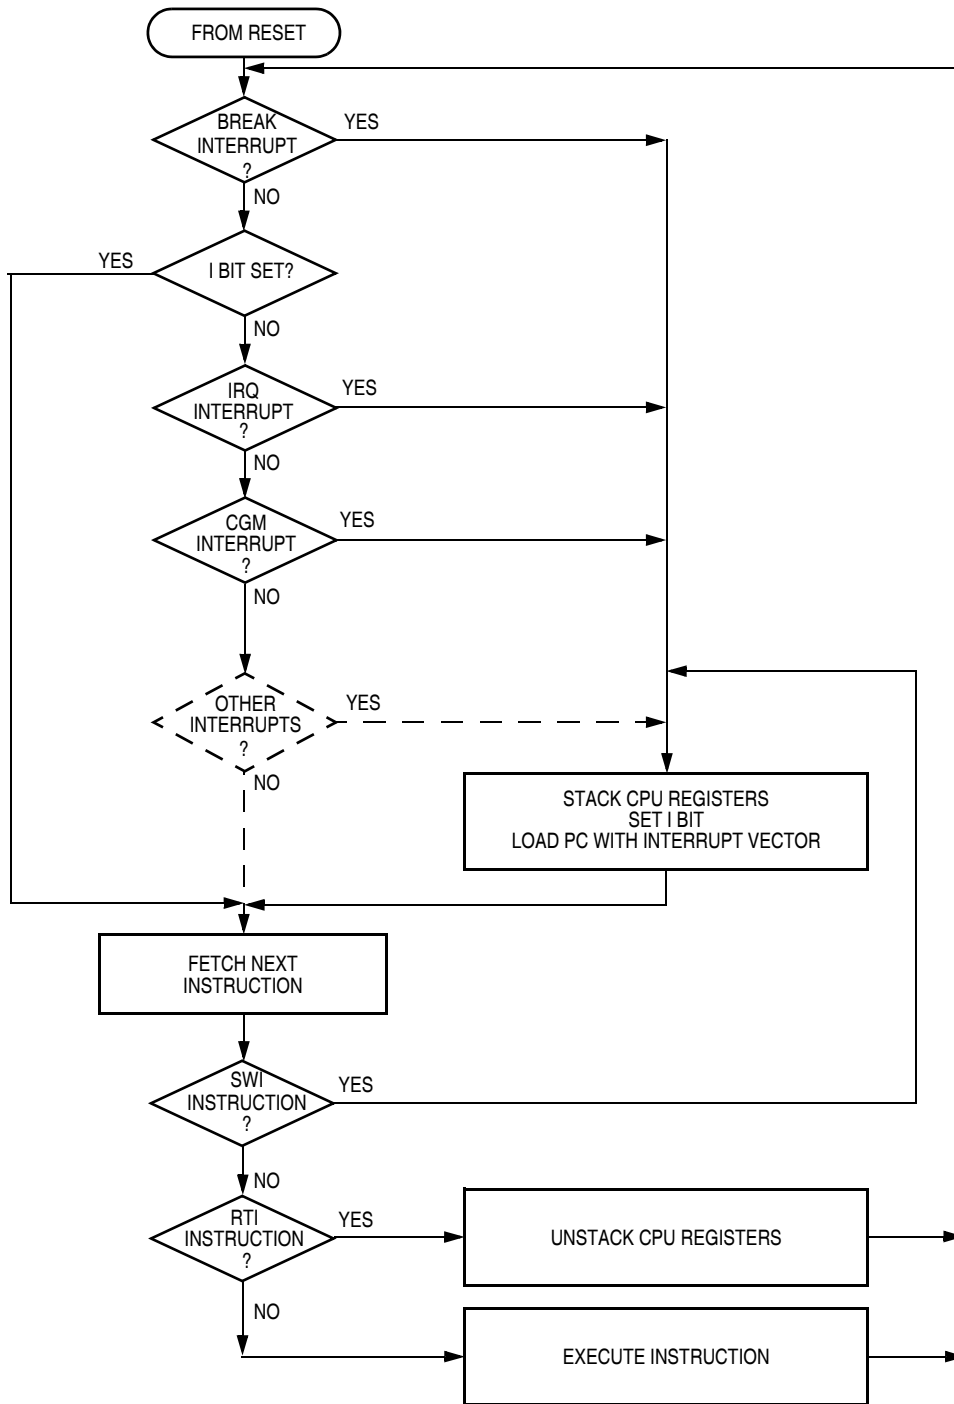 FROM RESET
BREAK
INTERRUPT
?
YES
NO
YES
I BIT SET?
NO
IRQ
INTERRUPT
?
YES
NO
CGM
INTERRUPT
?
YES
NO
OTHER
INTERRUPTS
?
YES
NO
STACK CPU REGISTERS
SET I BIT
LOAD PC WITH INTERRUPT VECTOR
FETCH NEXT
INSTRUCTION
SWI
INSTRUCTION
?
YES
NO
RTI
INSTRUCTION
?
YES
UNSTACK CPU REGISTERS
NO
EXECUTE INSTRUCTION